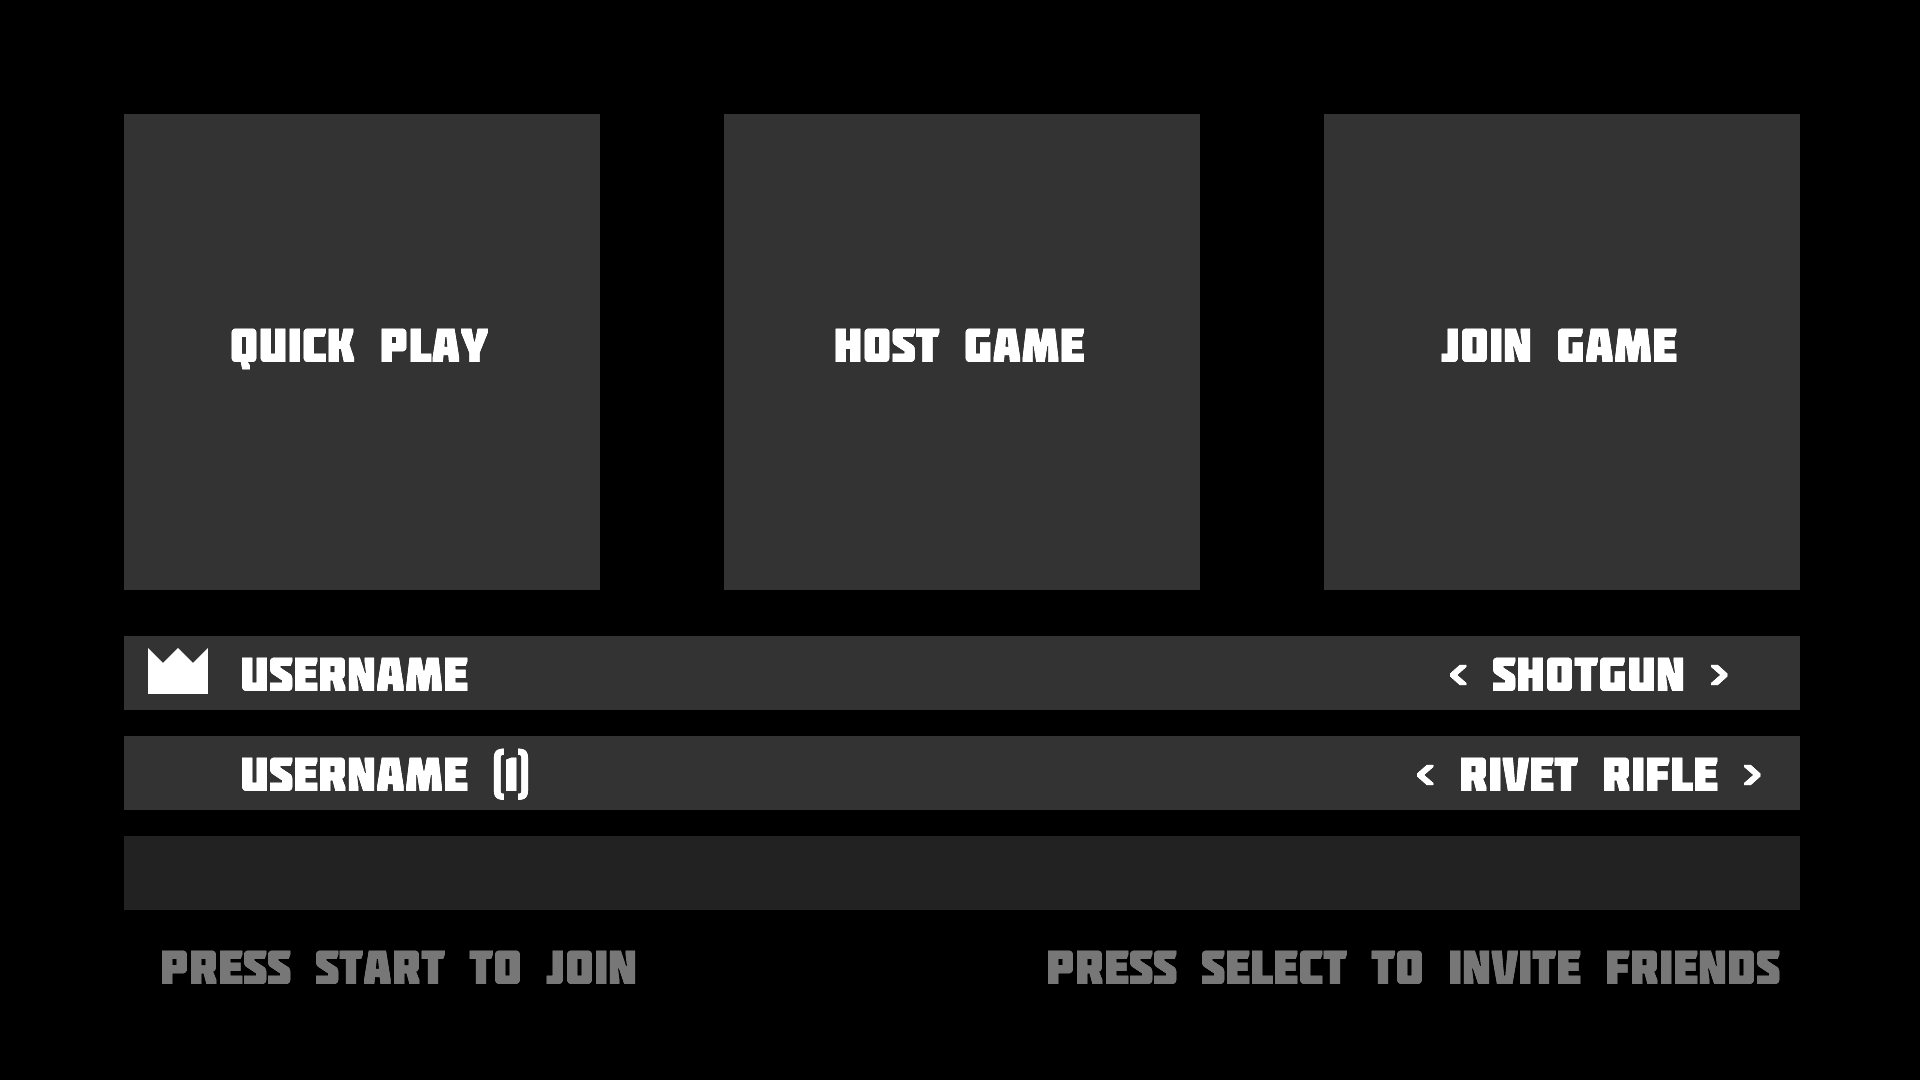 QUICK PLAY
HOST GAME
JOIN GAME
USERNAME
< SHOTGUN >
USERNAME (1)
< RIVET RIFLE >
PRESS START TO JOIN
PRESS SELECT TO INVITE FRIENDS